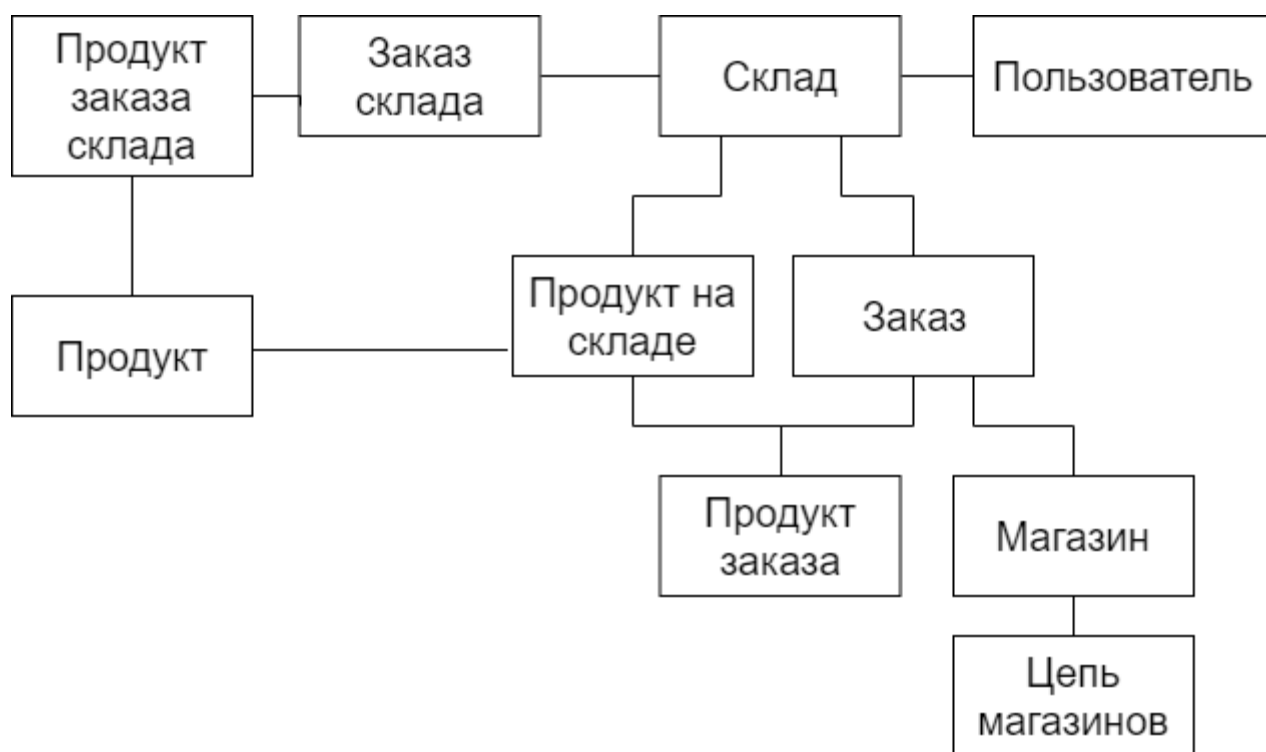 Продукт
заказа
склада
Заказ
склада
Склад
Пользователь
Продукт на
складе
Заказ
Продукт
Продукт
заказа
Магазин
Цепь
магазинов